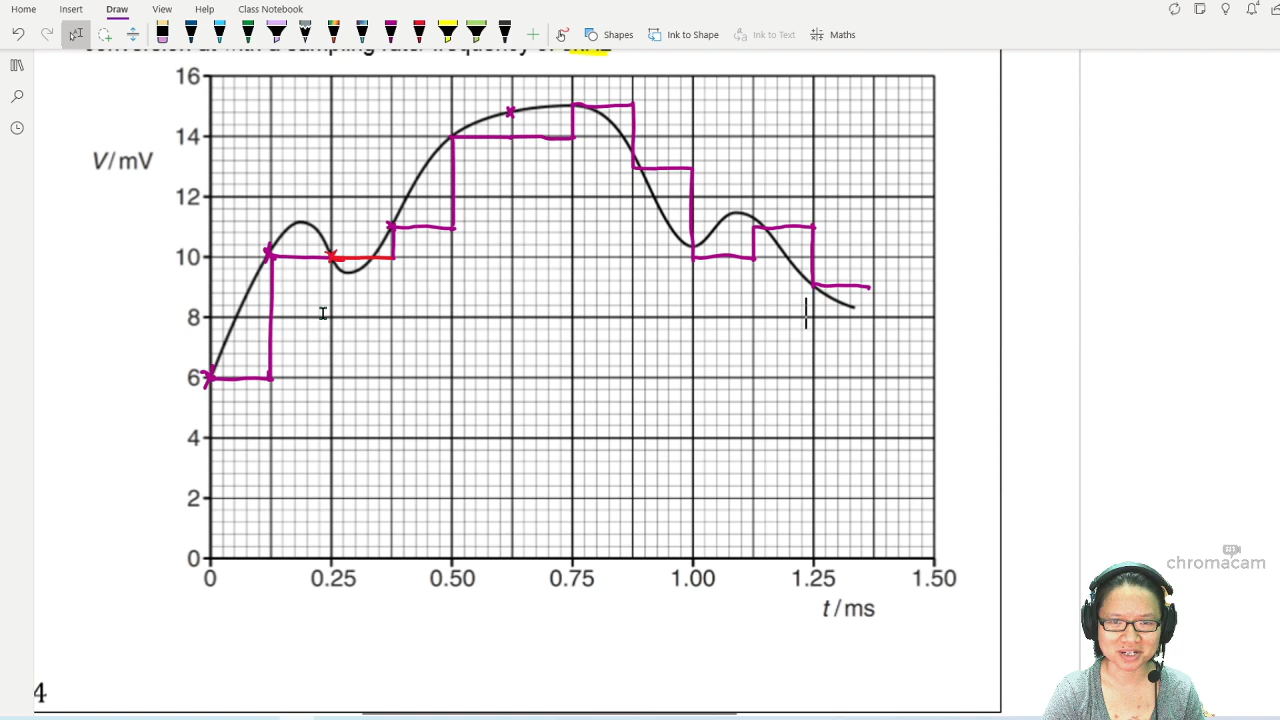 Home Insert Draw View Help Class Notebook
Shapes Ink to Shape Ink to Text Maths
16
14
V/mV
12
10
8
6
4
2
0
0 0.25 0.50 0.75 1.00 1.25 1.50
t/ms
chromacam
4